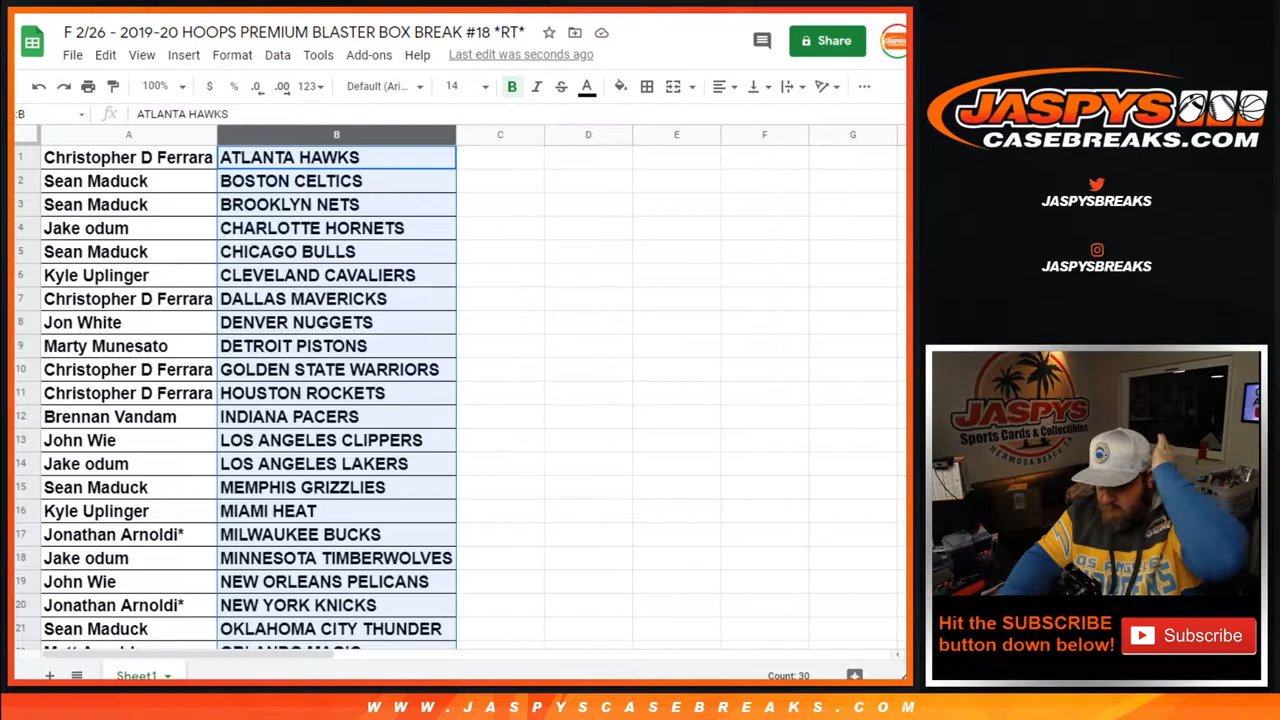 F 2/26 - 2019-20 HOOPS PREMIUM BLASTER BOX BREAK #18 *RT*
File Edit View Insert Format Data Tools Add-ons Help Last edit was seconds ago
Share
100% $ % .0 .00 123 Default (Ari... 14 B I S A
:B fx ATLANTA HAWKS
A B C D E F G
1 Christopher D Ferrara ATLANTA HAWKS
2 Sean Maduck BOSTON CELTICS
3 Sean Maduck BROOKLYN NETS
4 Jake odum CHARLOTTE HORNETS
5 Sean Maduck CHICAGO BULLS
6 Kyle Uplinger CLEVELAND CAVALIERS
7 Christopher D Ferrara DALLAS MAVERICKS
8 Jon White DENVER NUGGETS
9 Marty Munesato DETROIT PISTONS
10 Christopher D Ferrara GOLDEN STATE WARRIORS
11 Christopher D Ferrara HOUSTON ROCKETS
12 Brennan Vandam INDIANA PACERS
13 John Wie LOS ANGELES CLIPPERS
14 Jake odum LOS ANGELES LAKERS
15 Sean Maduck MEMPHIS GRIZZLIES
16 Kyle Uplinger MIAMI HEAT
17 Jonathan Arnoldi* MILWAUKEE BUCKS
18 Jake odum MINNESOTA TIMBERWOLVES
19 John Wie NEW ORLEANS PELICANS
20 Jonathan Arnoldi* NEW YORK KNICKS
21 Sean Maduck OKLAHOMA CITY THUNDER
ORLANDO MAGIC
Sheet1 Count: 30
JASPYS
CASEBREAKS.COM
JASPYSBREAKS
JASPYSBREAKS
JASPYS
Sports Cards & Collectibles
HERMOSA BEACH, CA
LOS ANGELES
Hit the SUBSCRIBE
button down below!
Subscribe
WWW.JASPYSCASEBREAKS.COM